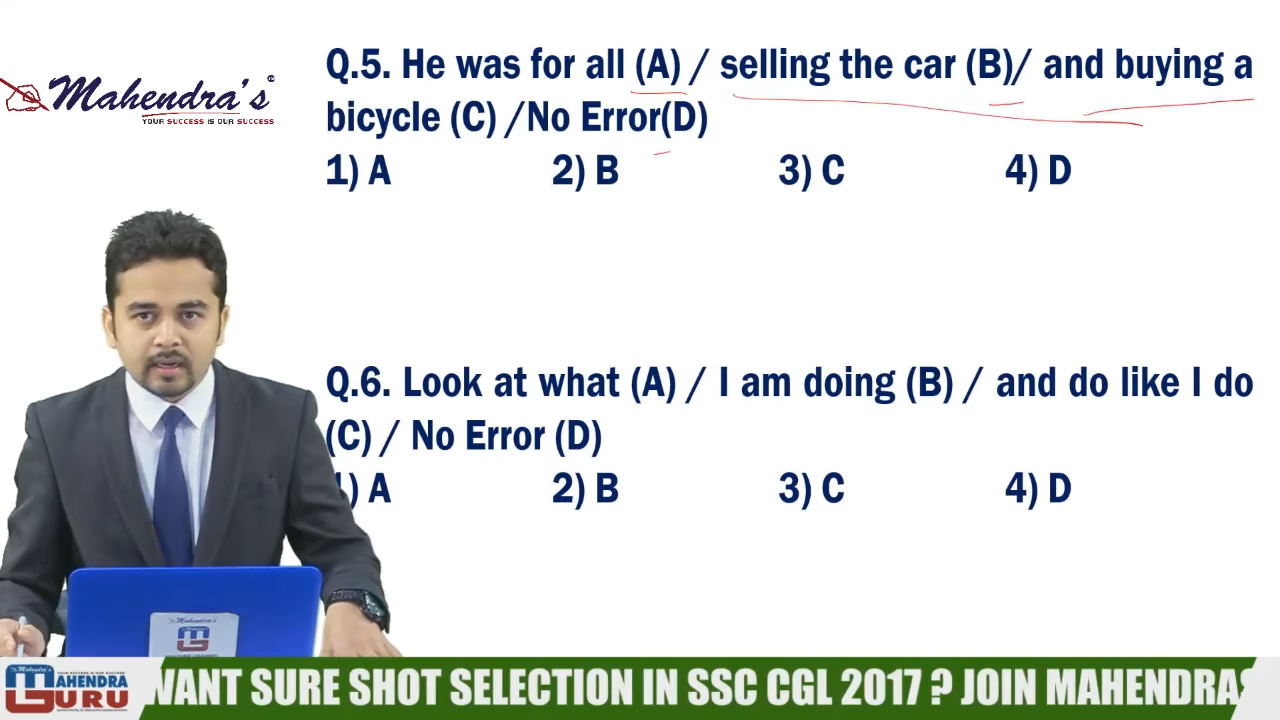 Q.5. He was for all (A) / selling the car (B)/ and buying a
bicycle (C) /No Error(D)
1) A 2) B 3) C 4) D
Mahendra's
YOUR SUCCESS IS OUR SUCCESS
Q.6. Look at what (A) / I am doing (B) / and do like I do
(C) / No Error (D)
) A 2) B 3) C 4) D
Mahendra's
MAHENDRA
GURU
WANT SURE SHOT SELECTION IN SSC CGL 2017 ? JOIN MAHENDRAS